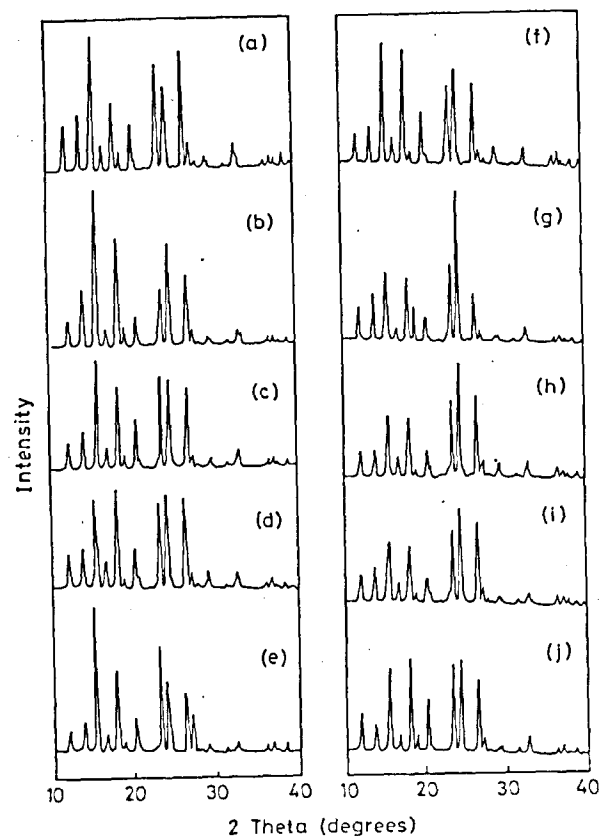 (a)
(b)
(c)
(d)
(e)
(f)
(g)
(h)
(i)
(j)
Intensity
10 20 30 40
10 20 30 40
2 Theta (degrees)